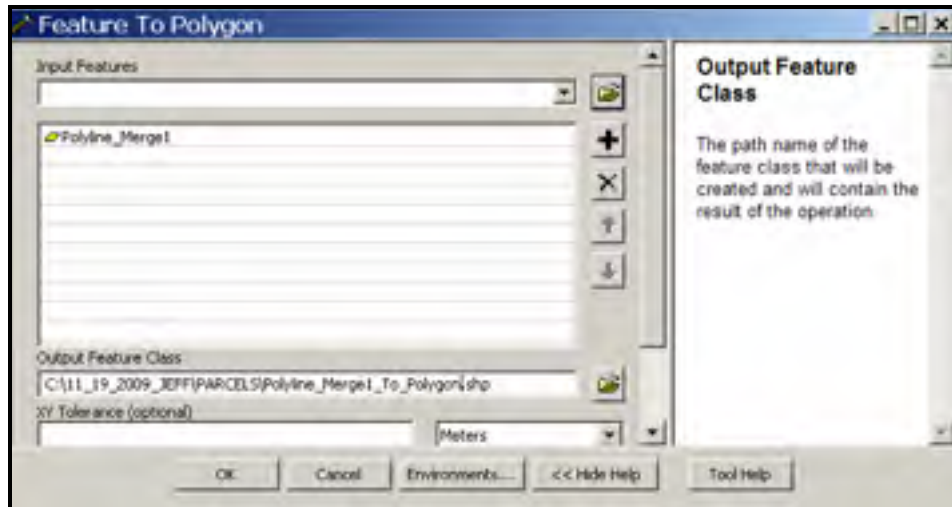 Feature To Polygon
Input Features
Polyline_Merge1
Output Feature Class
C:\11_19_2009_JEFF\PARCELS\Polyline_Merge1_To_Polygon.shp
XY Tolerance (optional)
Meters
OK
Cancel
Environments...
<< Hide Help
Tool Help
Output Feature
Class
The path name of the
feature class that will be
created and will contain the
result of the operation